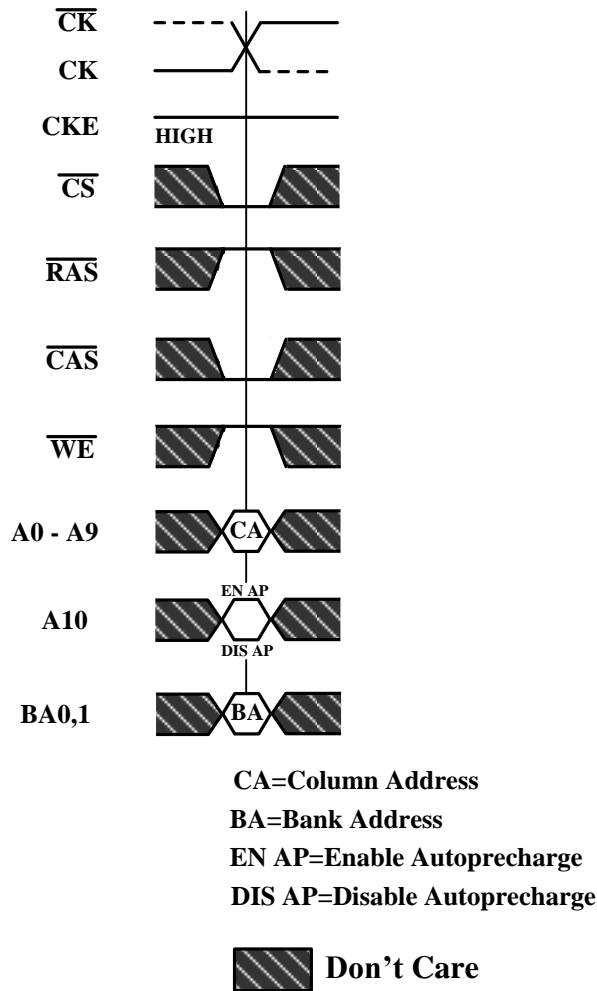 CK
CK
CKE
HIGH
CS
RAS
CAS
WE
A0 - A9
CA
EN AP
A10
DIS AP
BA0,1
BA
CA=Column Address
BA=Bank Address
EN AP=Enable Autoprecharge
DIS AP=Disable Autoprecharge
Don't Care